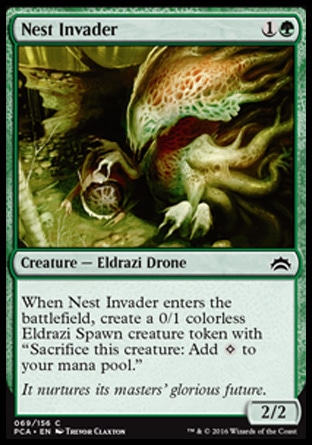 Nest Invader 1
Creature — Eldrazi Drone
When Nest Invader enters the
battlefield, create a 0/1 colorless
Eldrazi Spawn creature token with
“Sacrifice this creature: Add to
your mana pool.”
It nurtures its masters’ glorious future.
2/2
069/156 C
PCA • EN TREVOR CLAXTON ™ & © 2016 Wizards of the Coast